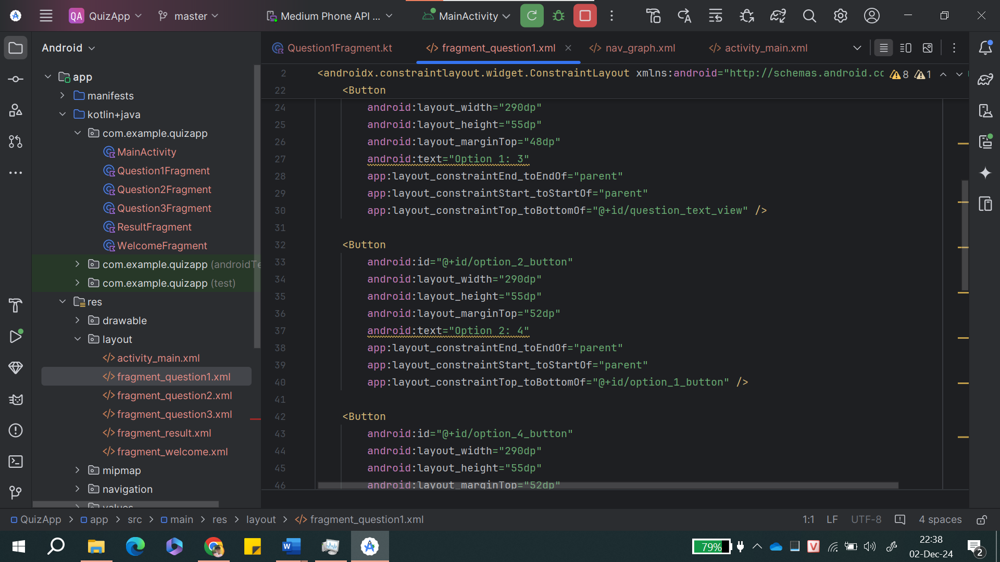 QA QuizApp master Medium Phone API ... MainActivity
Android
Question1Fragment.kt fragment_question1.xml nav_graph.xml activity_main.xml
app
manifests
kotlin+java
com.example.quizapp
MainActivity
Question1Fragment
Question2Fragment
Question3Fragment
ResultFragment
WelcomeFragment
com.example.quizapp (androidTe
com.example.quizapp (test)
res
drawable
layout
activity_main.xml
fragment_question1.xml
fragment_question2.xml
fragment_question3.xml
fragment_result.xml
fragment_welcome.xml
mipmap
navigation
values
2 <androidx.constraintlayout.widget.ConstraintLayout xmlns:android="http://schemas.android.co 8 1
22 <Button
24 android:layout_width="290dp"
25 android:layout_height="55dp"
26 android:layout_marginTop="48dp"
27 android:text="Option 1: 3"
28 app:layout_constraintEnd_toEndOf="parent"
29 app:layout_constraintStart_toStartOf="parent"
30 app:layout_constraintTop_toBottomOf="@+id/question_text_view" />
31
32 <Button
33 android:id="@+id/option_2_button"
34 android:layout_width="290dp"
35 android:layout_height="55dp"
36 android:layout_marginTop="52dp"
37 android:text="Option 2: 4"
38 app:layout_constraintEnd_toEndOf="parent"
39 app:layout_constraintStart_toStartOf="parent"
40 app:layout_constraintTop_toBottomOf="@+id/option_1_button" />
41
42 <Button
43 android:id="@+id/option_4_button"
44 android:layout_width="290dp"
45 android:layout_height="55dp"
46 android:layout_marginTop="52dp"
QuizApp > app > src > main > res > layout > fragment_question1.xml 1:1 LF UTF-8 4 spaces
79% 22:38
02-Dec-24 2